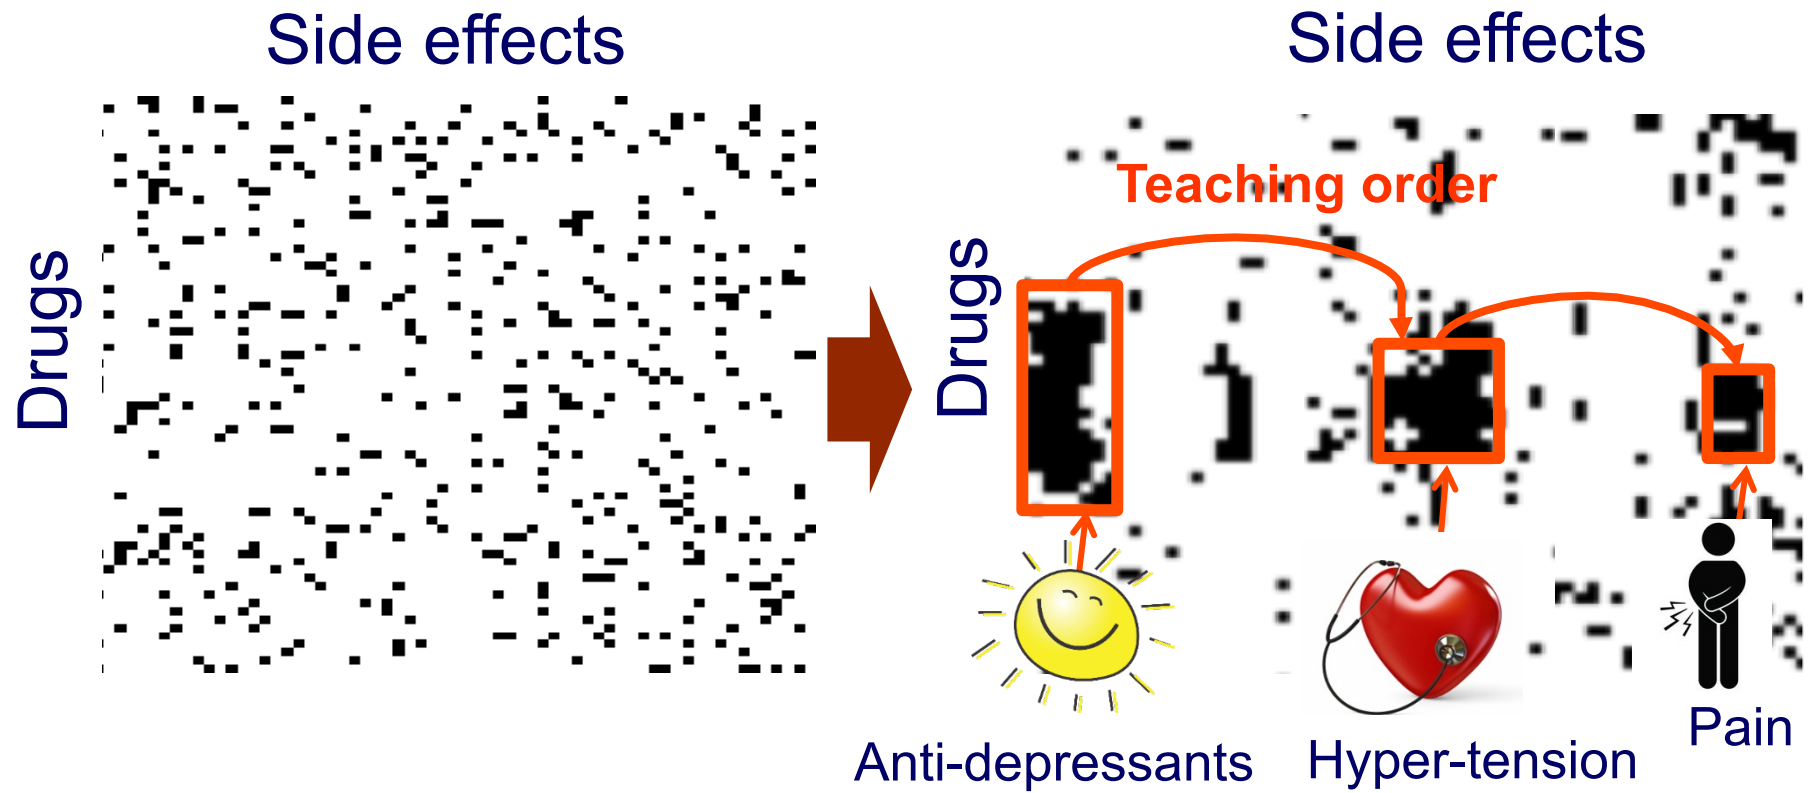 Side effects
Side effects
Teaching order
Drugs
Drugs
Anti-depressants
Hyper-tension
Pain